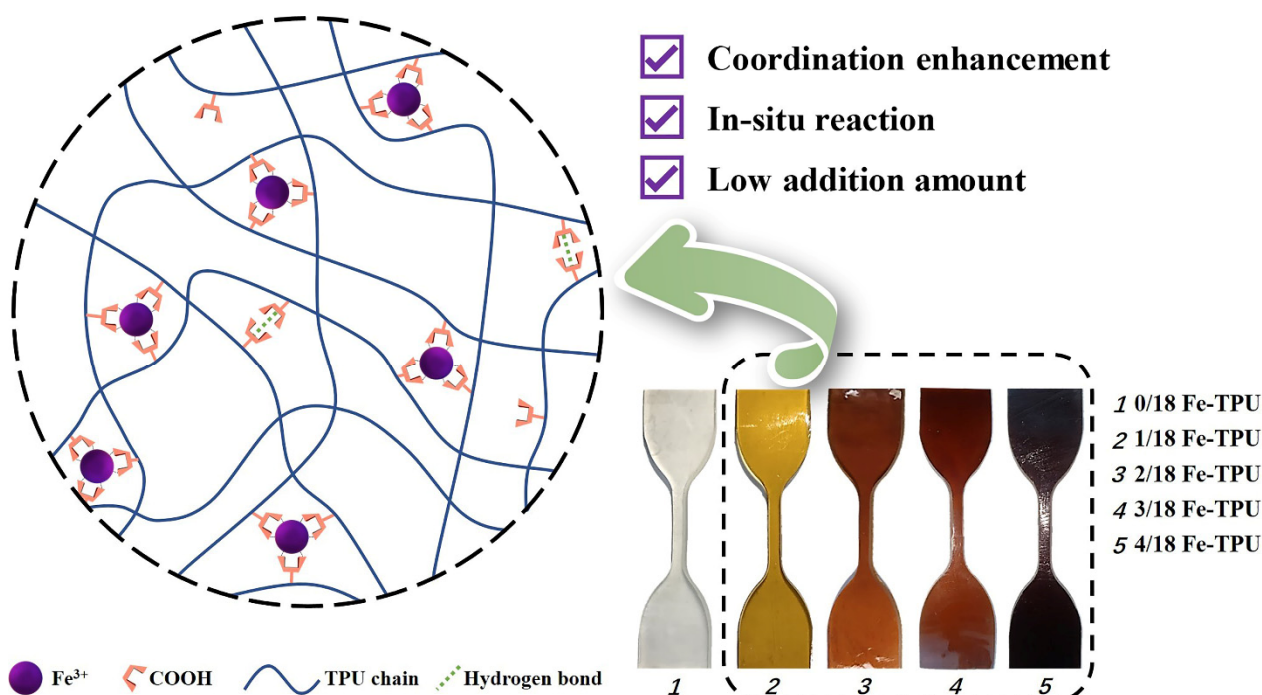 Coordination enhancement
In-situ reaction
Low addition amount
1 0/18 Fe-TPU
2 1/18 Fe-TPU
3 2/18 Fe-TPU
4 3/18 Fe-TPU
5 4/18 Fe-TPU
Fe³⁺ COOH TPU chain Hydrogen bond
1 2 3 4 5